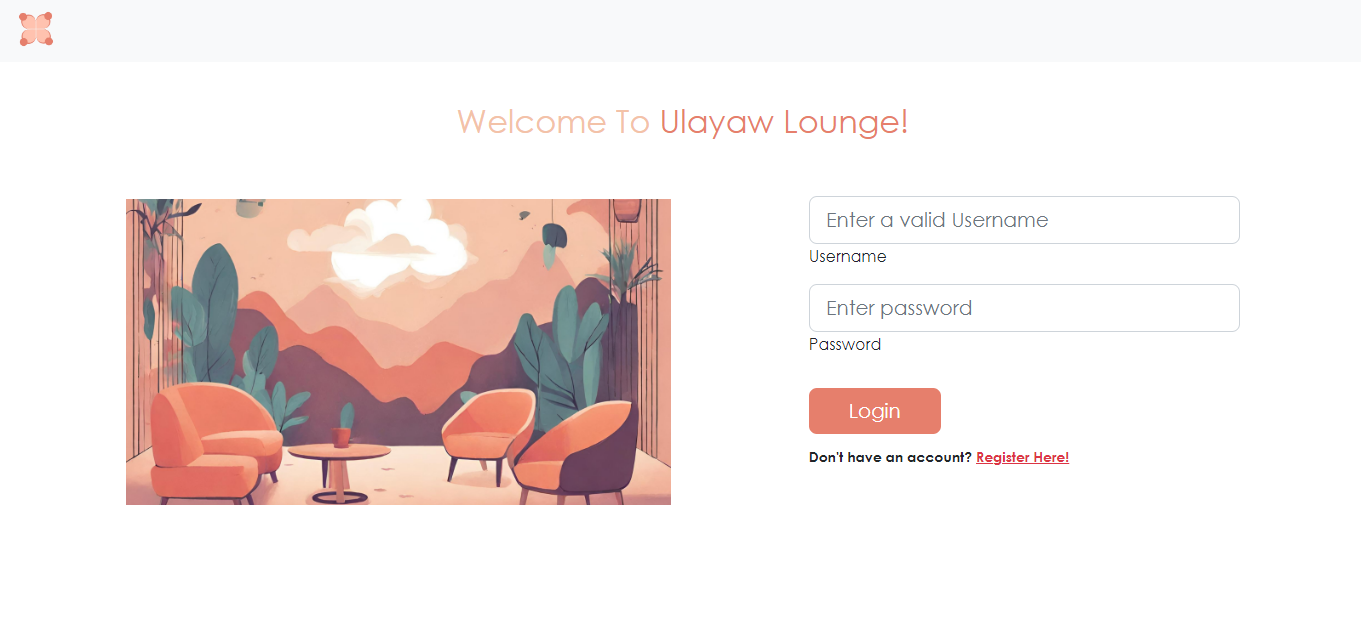 Welcome To Ulayaw Lounge!
Enter a valid Username
Username
Enter password
Password
Login
Don't have an account? Register Here!